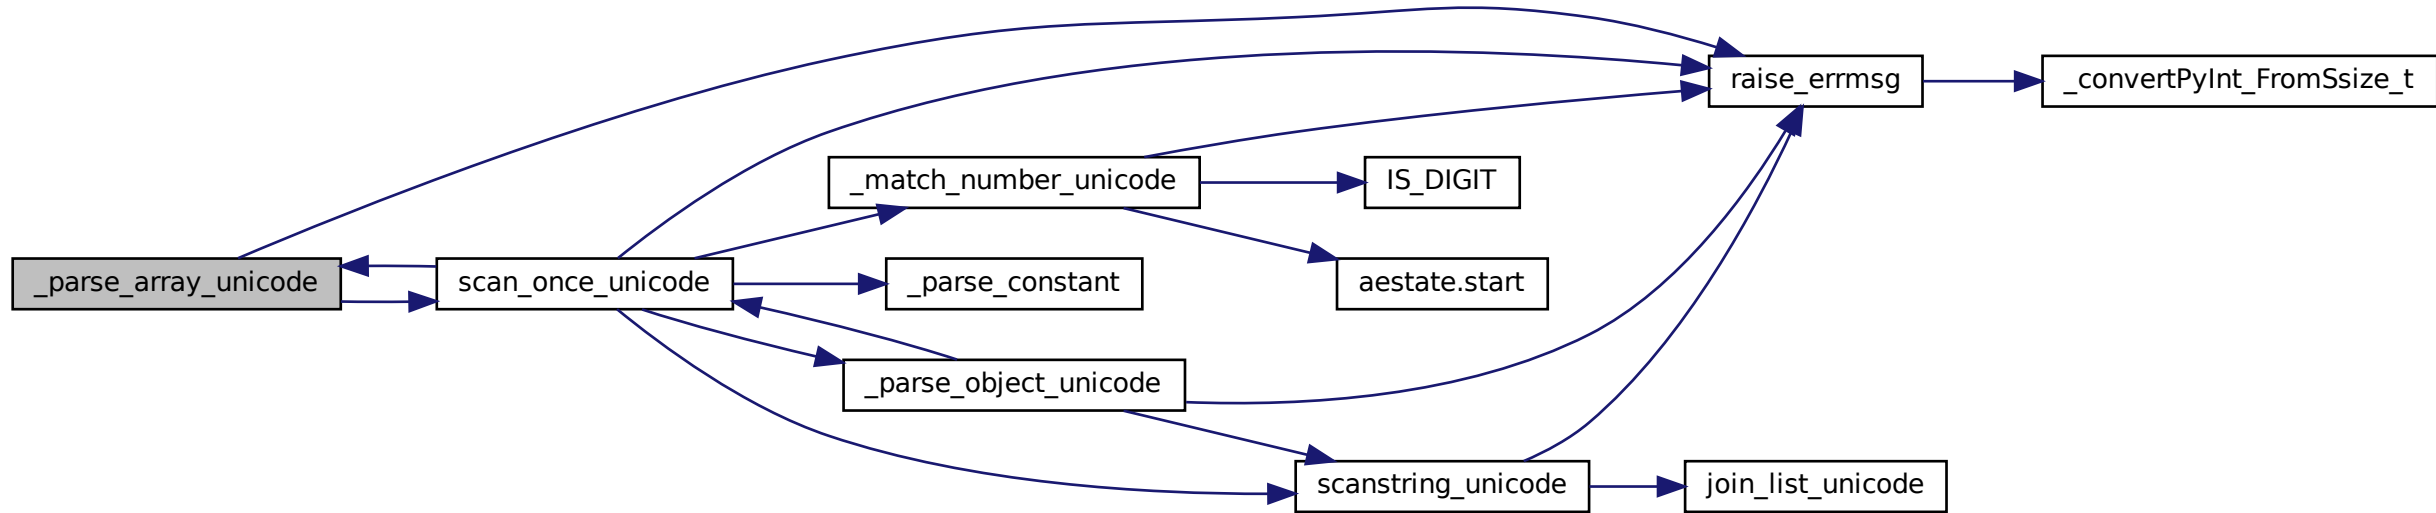 raise_errmsg
_convertPyInt_FromSsize_t
_match_number_unicode
IS_DIGIT
_parse_array_unicode
scan_once_unicode
_parse_constant
aestate.start
_parse_object_unicode
scanstring_unicode
join_list_unicode